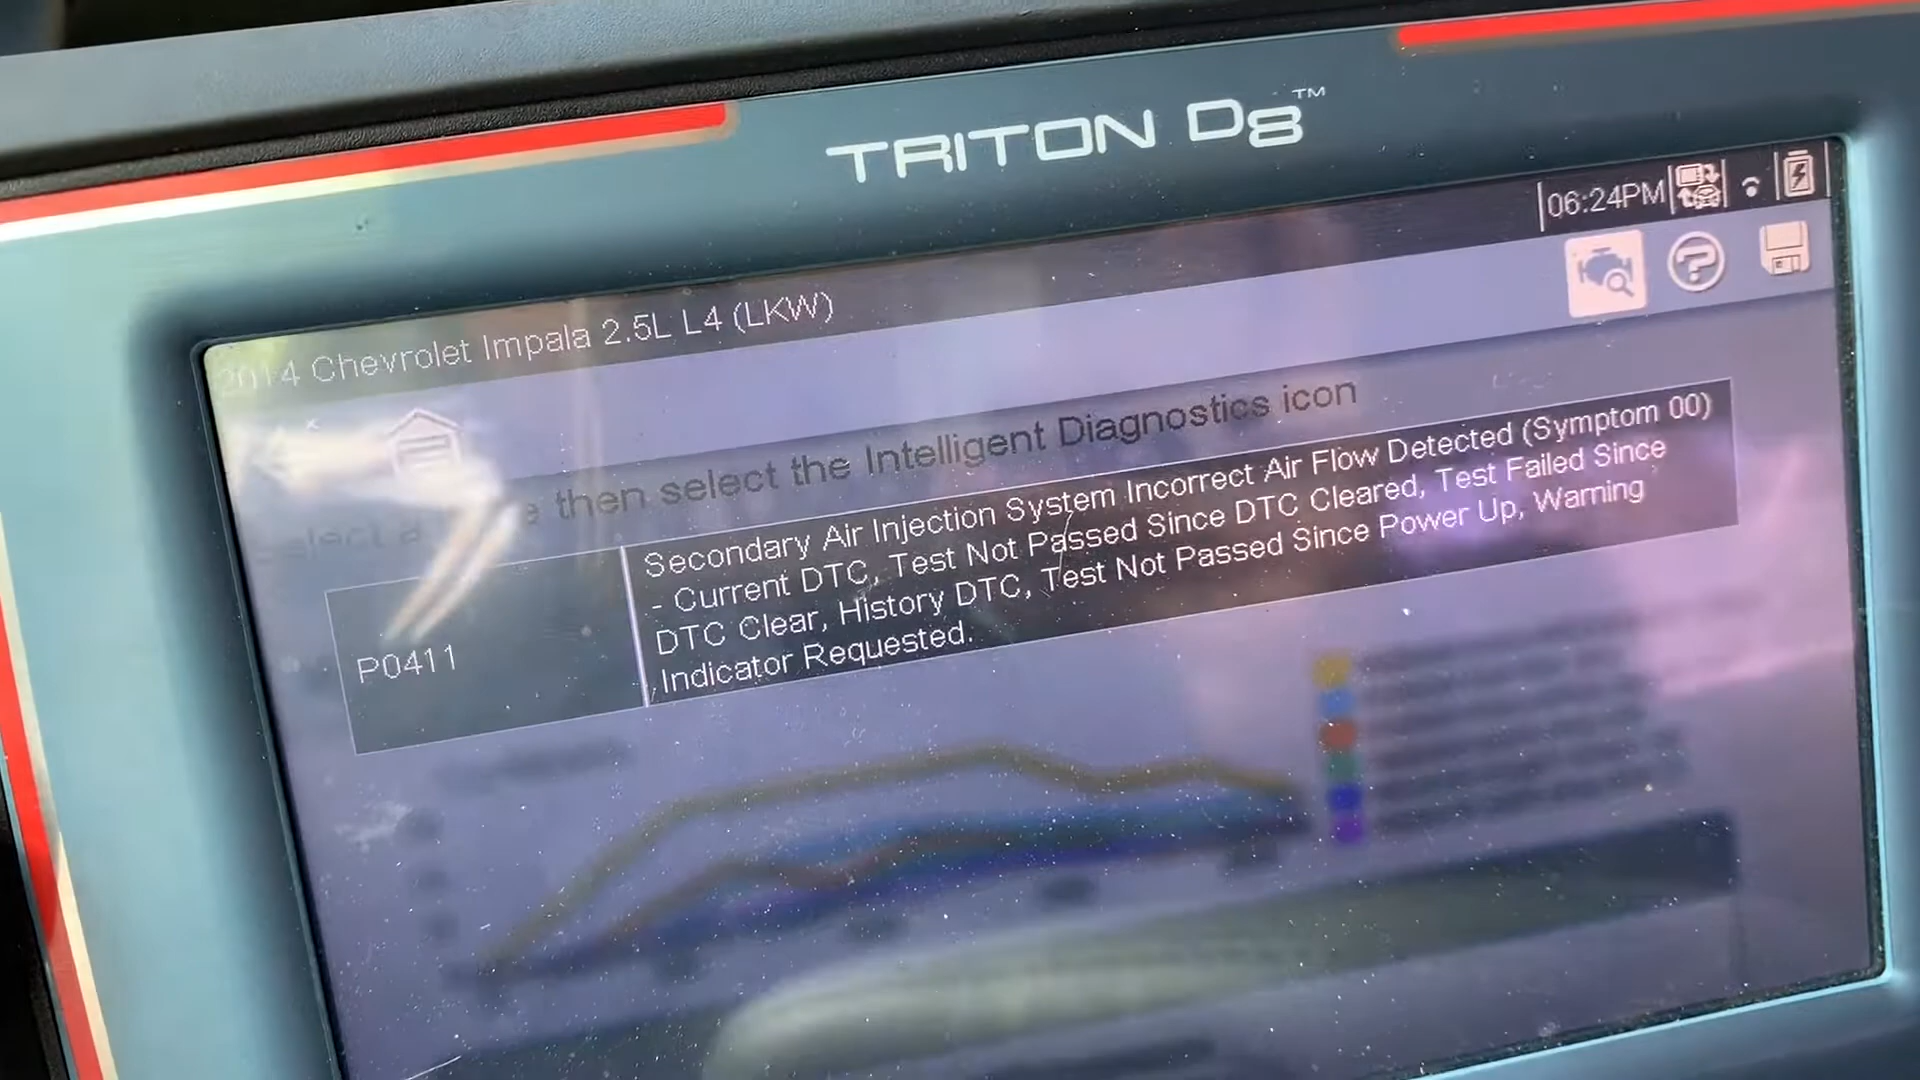 TRITON D8™
06:24PM
2014 Chevrolet Impala 2.5L L4 (LKW)
then select the Intelligent Diagnostics icon
P0411
Secondary Air Injection System Incorrect Air Flow Detected (Symptom 00)
- Current DTC, Test Not Passed Since DTC Cleared, Test Failed Since
DTC Clear, History DTC, Test Not Passed Since Power Up, Warning
Indicator Requested.